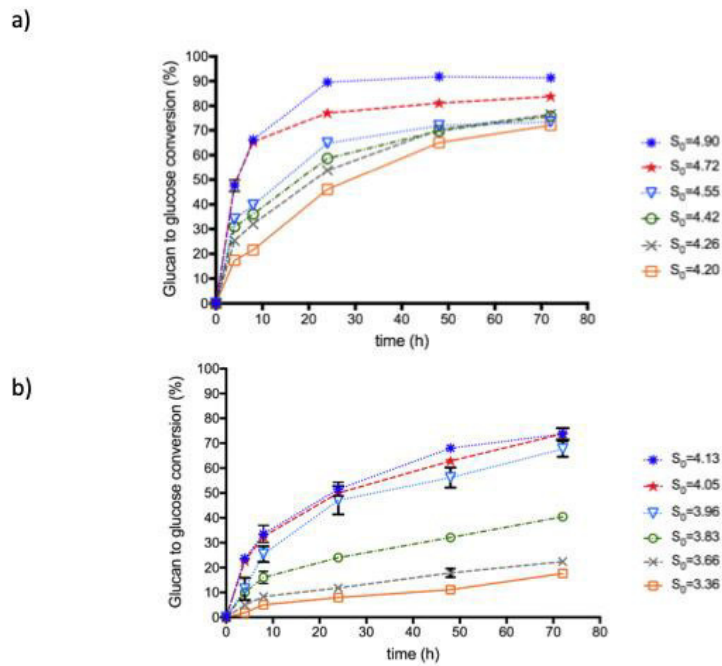 a)
Glucan to glucose conversion (%)
100
90
80
70
60
50
40
30
20
10
0
0 10 20 30 40 50 60 70 80
time (h)
S0=4.90
S0=4.72
S0=4.55
S0=4.42
S0=4.26
S0=4.20
b)
Glucan to glucose conversion (%)
100
90
80
70
60
50
40
30
20
10
0
0 10 20 30 40 50 60 70 80
time (h)
S0=4.13
S0=4.05
S0=3.96
S0=3.83
S0=3.66
S0=3.36